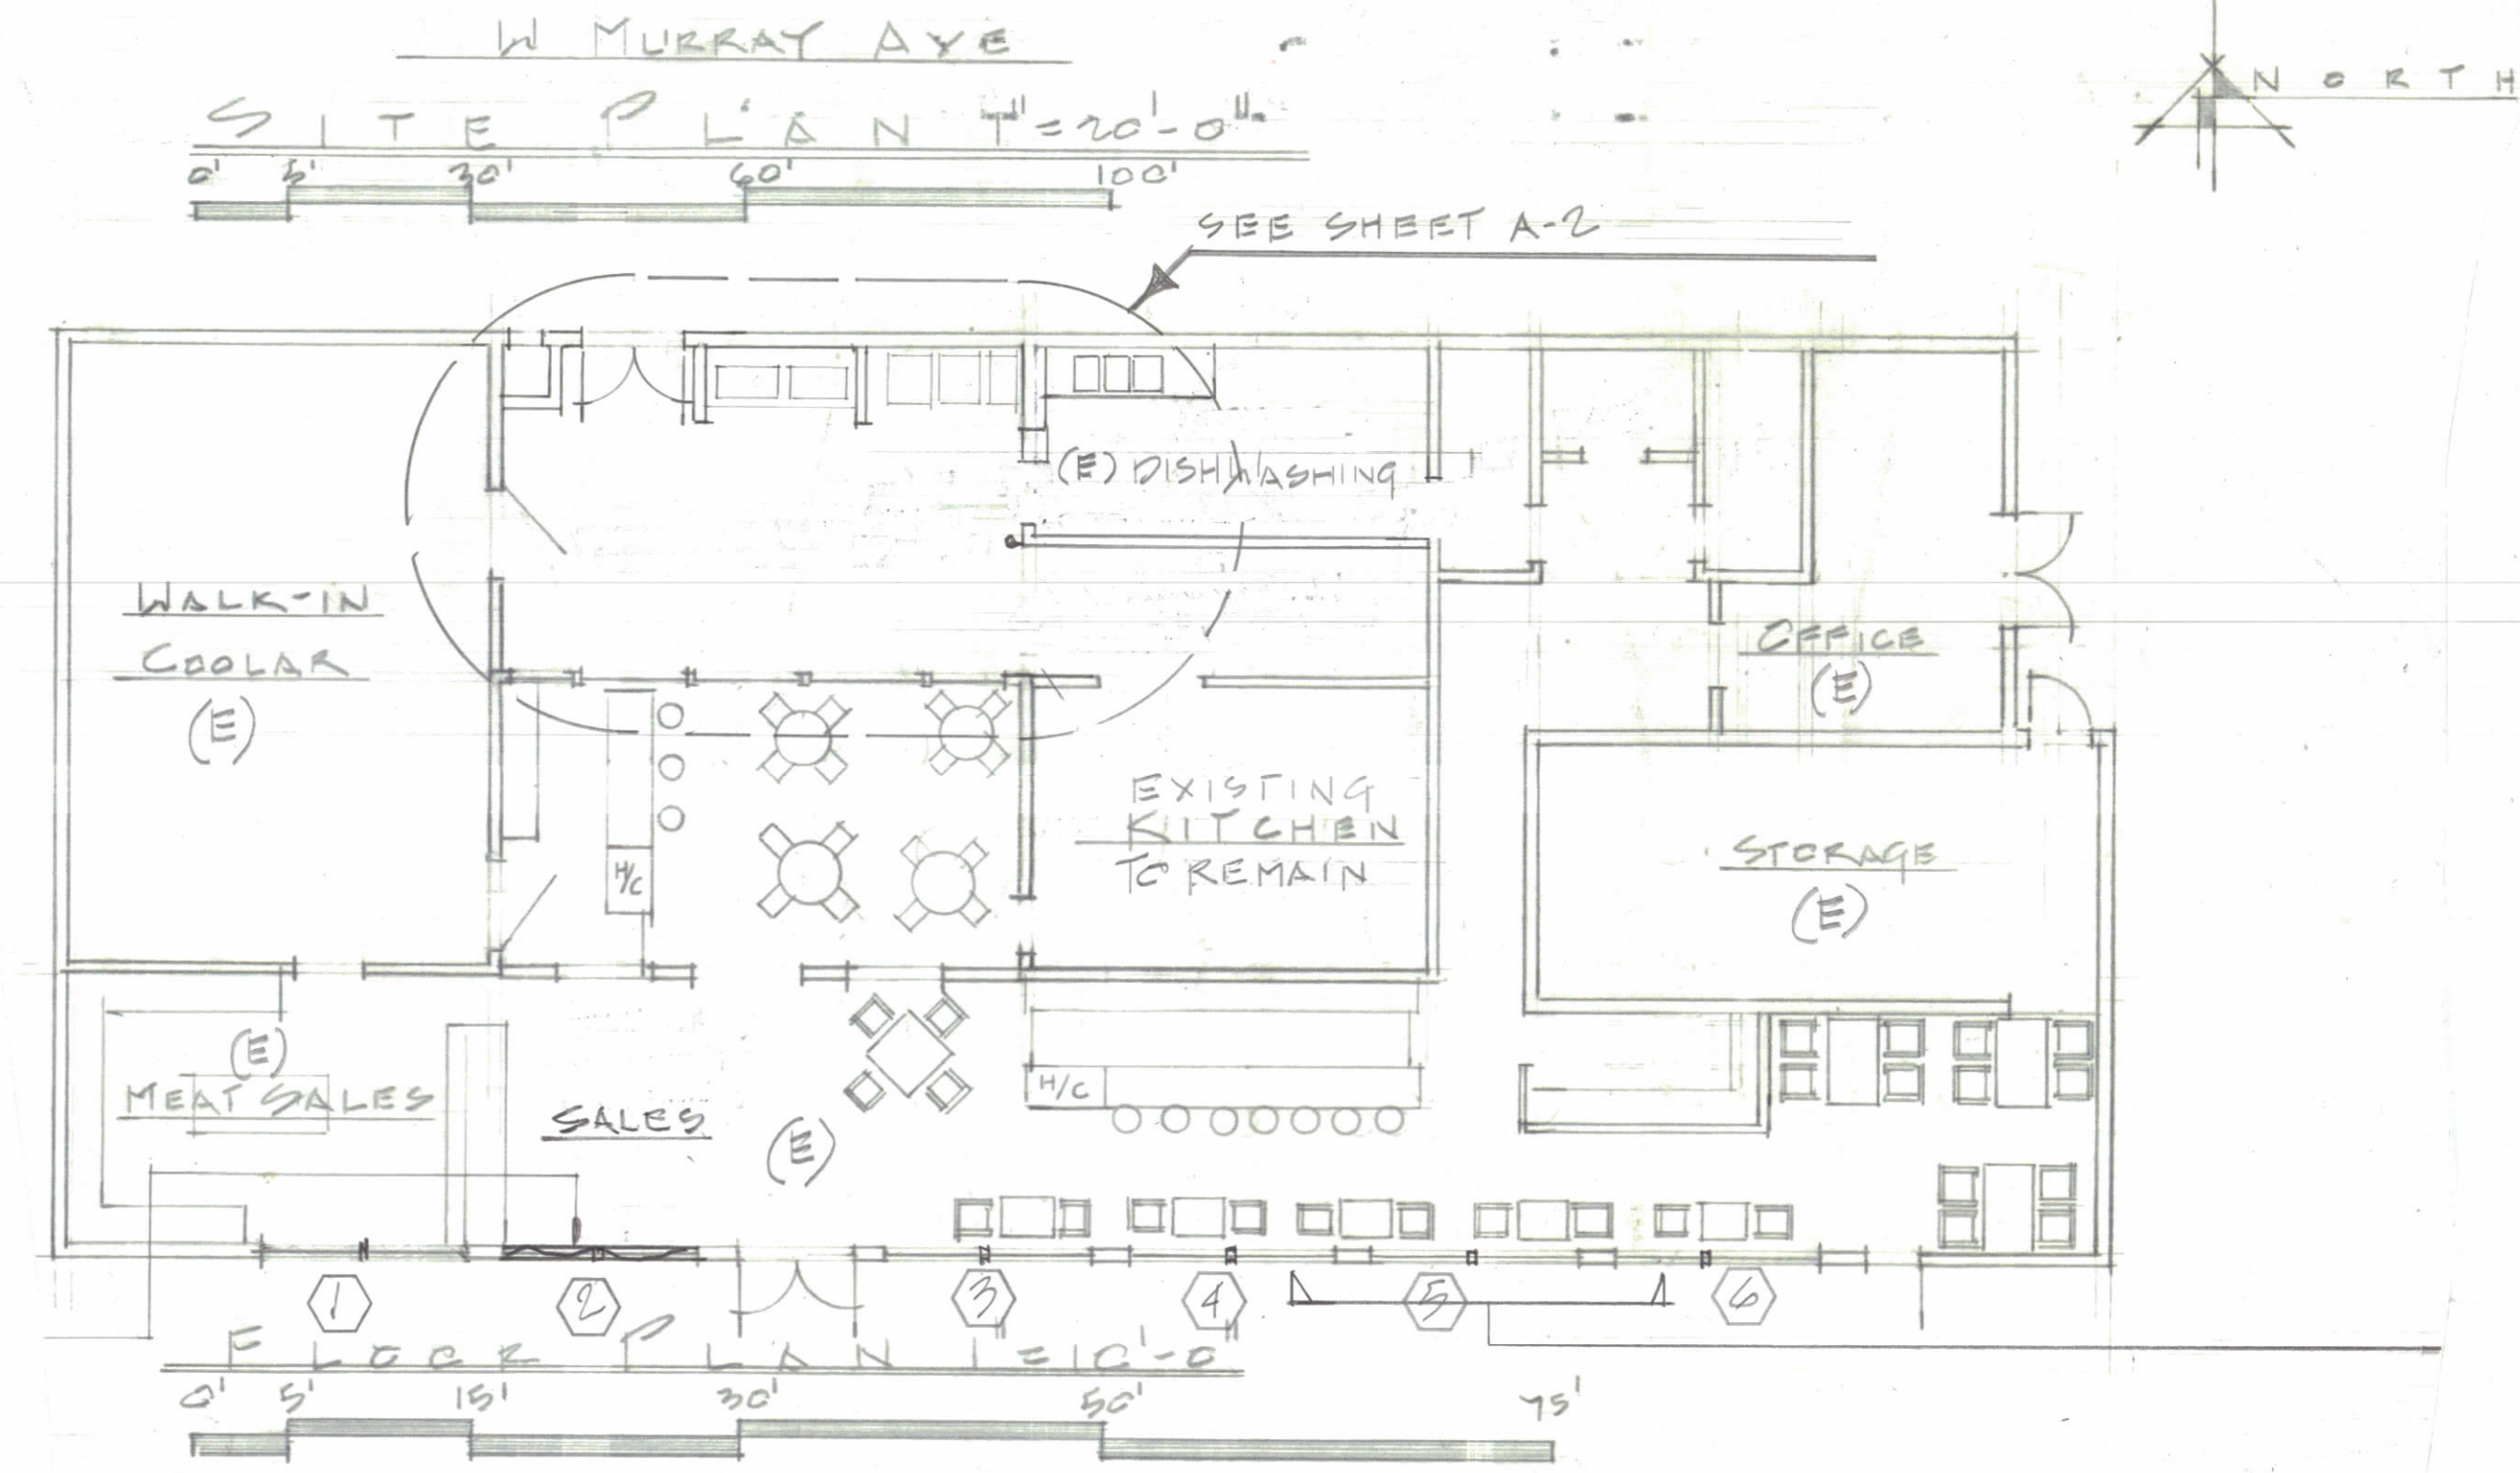 W MURRAY AVE
SITE PLAN 1"=20'-0"
0' 5' 30' 60' 100'
NORTH
SEE SHEET A-2
(E) DISHWASHING
WALK-IN
COOLAR
(E)
OFFICE
(E)
EXISTING
KITCHEN
TO REMAIN
H/C
STORAGE
(E)
(E)
MEAT SALES
SALES
(E)
H/C
1 2 3 4 5 6
FLOOR PLAN 1"=10'-0"
0' 5' 15' 30' 50' 75'